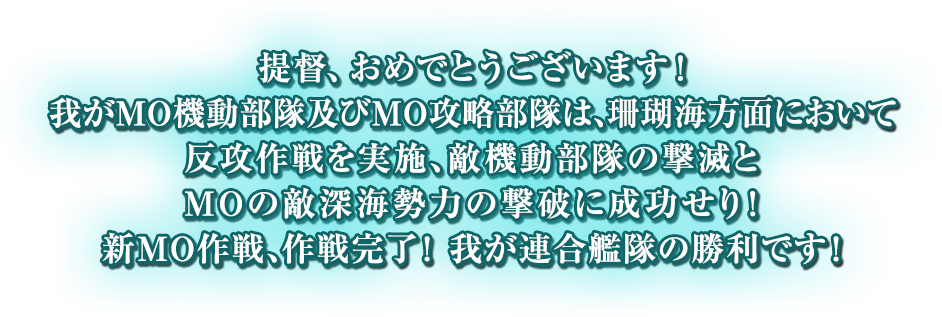 提督、おめでとうございます！
我がMO機動部隊及びMO攻略部隊は、珊瑚海方面において
反攻作戦を実施、敵機動部隊の撃滅と
MOの敵深海勢力の撃破に成功せり！
新MO作戦、作戦完了！ 我が連合艦隊の勝利です！